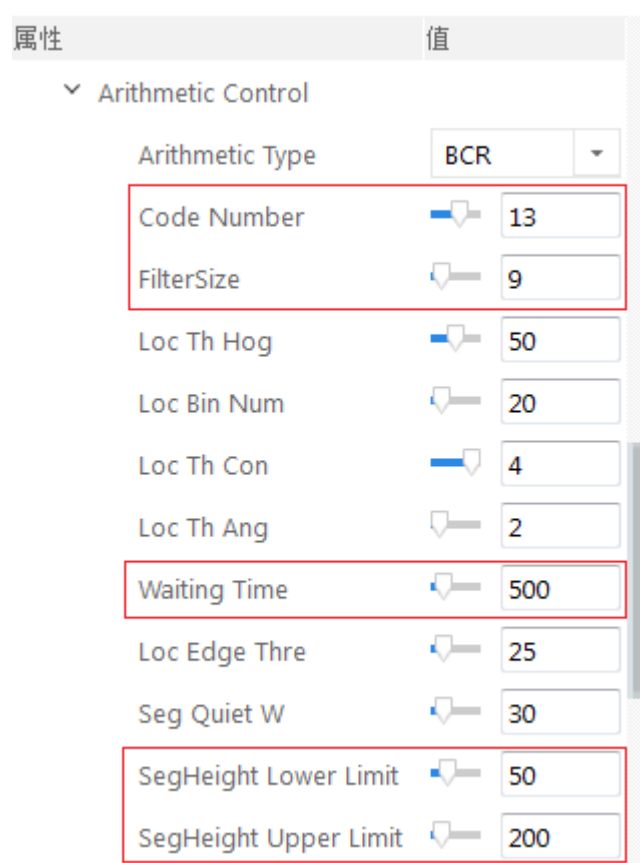 属性 值
Arithmetic Control
Arithmetic Type BCR
Code Number 13
FilterSize 9
Loc Th Hog 50
Loc Bin Num 20
Loc Th Con 4
Loc Th Ang 2
Waiting Time 500
Loc Edge Thre 25
Seg Quiet W 30
SegHeight Lower Limit 50
SegHeight Upper Limit 200